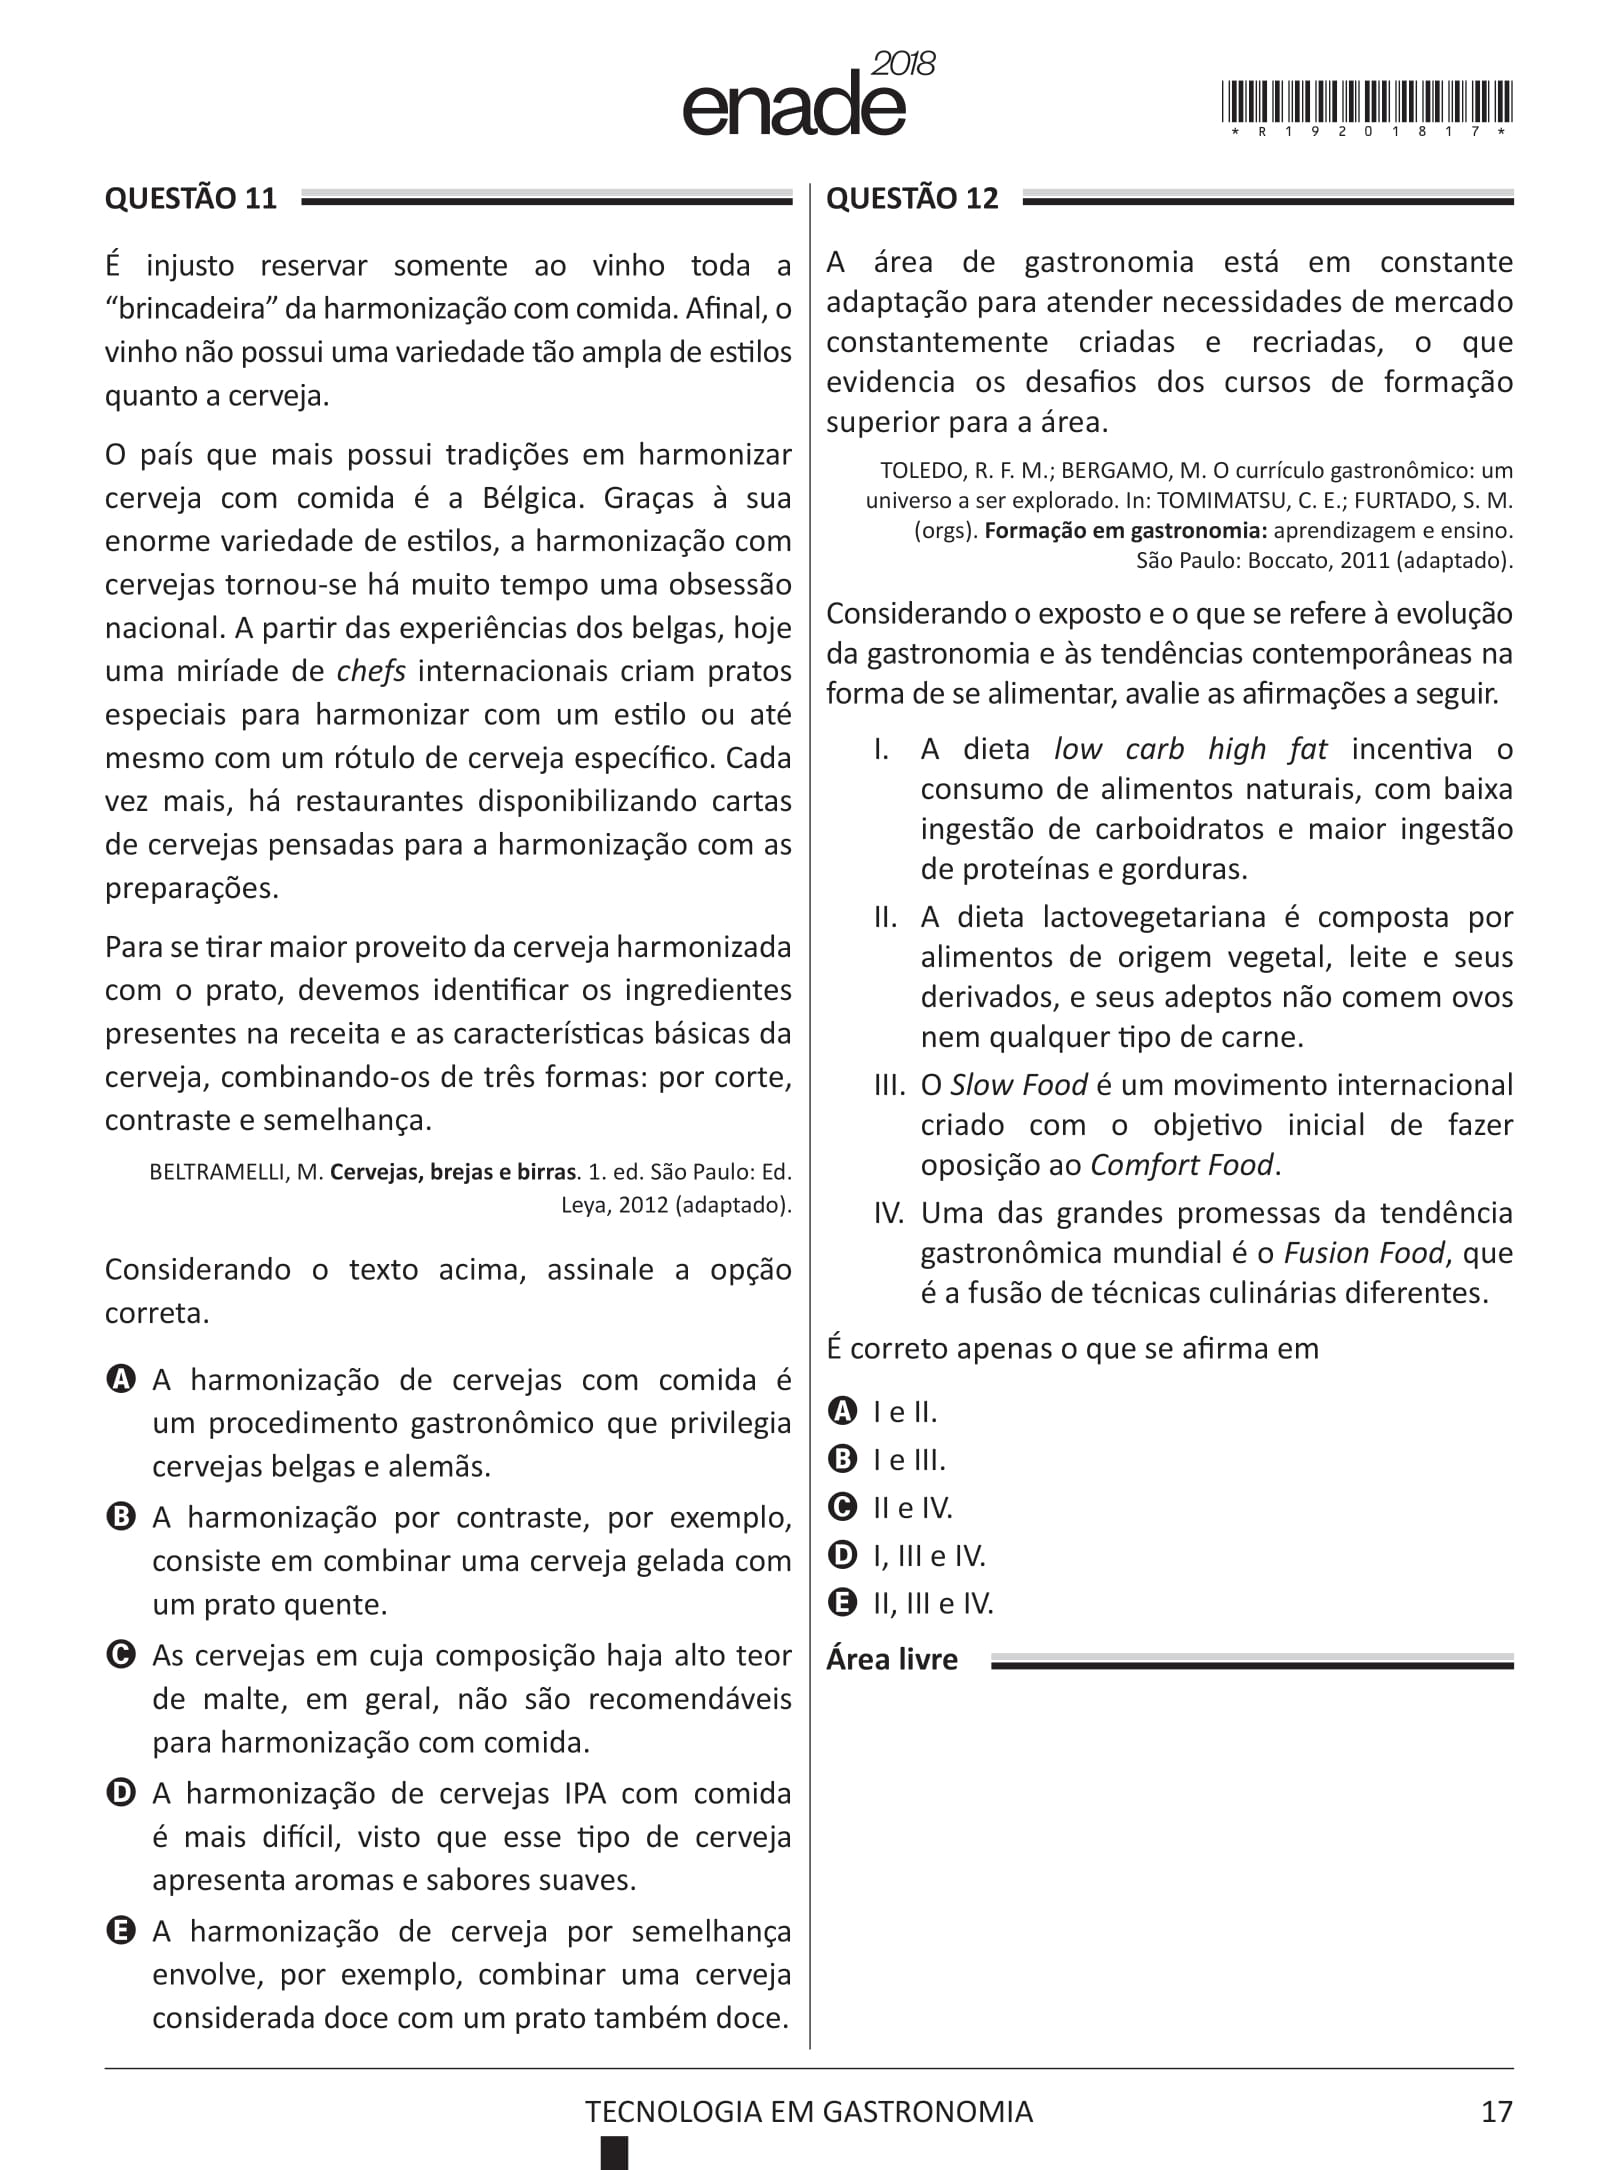 enade 2018
*R19201817*
QUESTÃO 11
É injusto reservar somente ao vinho toda a
“brincadeira” da harmonização com comida. Afinal, o
vinho não possui uma variedade tão ampla de estilos
quanto a cerveja.
O país que mais possui tradições em harmonizar
cerveja com comida é a Bélgica. Graças à sua
enorme variedade de estilos, a harmonização com
cervejas tornou-se há muito tempo uma obsessão
nacional. A partir das experiências dos belgas, hoje
uma miríade de chefs internacionais criam pratos
especiais para harmonizar com um estilo ou até
mesmo com um rótulo de cerveja específico. Cada
vez mais, há restaurantes disponibilizando cartas
de cervejas pensadas para a harmonização com as
preparações.
Para se tirar maior proveito da cerveja harmonizada
com o prato, devemos identificar os ingredientes
presentes na receita e as características básicas da
cerveja, combinando-os de três formas: por corte,
contraste e semelhança.
BELTRAMELLI, M. Cervejas, brejas e birras. 1. ed. São Paulo: Ed.
Leya, 2012 (adaptado).
Considerando o texto acima, assinale a opção
correta.
A A harmonização de cervejas com comida é
um procedimento gastronômico que privilegia
cervejas belgas e alemãs.
B A harmonização por contraste, por exemplo,
consiste em combinar uma cerveja gelada com
um prato quente.
C As cervejas em cuja composição haja alto teor
de malte, em geral, não são recomendáveis
para harmonização com comida.
D A harmonização de cervejas IPA com comida
é mais difícil, visto que esse tipo de cerveja
apresenta aromas e sabores suaves.
E A harmonização de cerveja por semelhança
envolve, por exemplo, combinar uma cerveja
considerada doce com um prato também doce.
QUESTÃO 12
A área de gastronomia está em constante
adaptação para atender necessidades de mercado
constantemente criadas e recriadas, o que
evidencia os desafios dos cursos de formação
superior para a área.
TOLEDO, R. F. M.; BERGAMO, M. O currículo gastronômico: um
universo a ser explorado. In: TOMIMATSU, C. E.; FURTADO, S. M.
(orgs). Formação em gastronomia: aprendizagem e ensino.
São Paulo: Boccato, 2011 (adaptado).
Considerando o exposto e o que se refere à evolução
da gastronomia e às tendências contemporâneas na
forma de se alimentar, avalie as afirmações a seguir.
I. A dieta low carb high fat incentiva o
consumo de alimentos naturais, com baixa
ingestão de carboidratos e maior ingestão
de proteínas e gorduras.
II. A dieta lactovegetariana é composta por
alimentos de origem vegetal, leite e seus
derivados, e seus adeptos não comem ovos
nem qualquer tipo de carne.
III. O Slow Food é um movimento internacional
criado com o objetivo inicial de fazer
oposição ao Comfort Food.
IV. Uma das grandes promessas da tendência
gastronômica mundial é o Fusion Food, que
é a fusão de técnicas culinárias diferentes.
É correto apenas o que se afirma em
A I e II.
B I e III.
C II e IV.
D I, III e IV.
E II, III e IV.
Área livre
TECNOLOGIA EM GASTRONOMIA
17